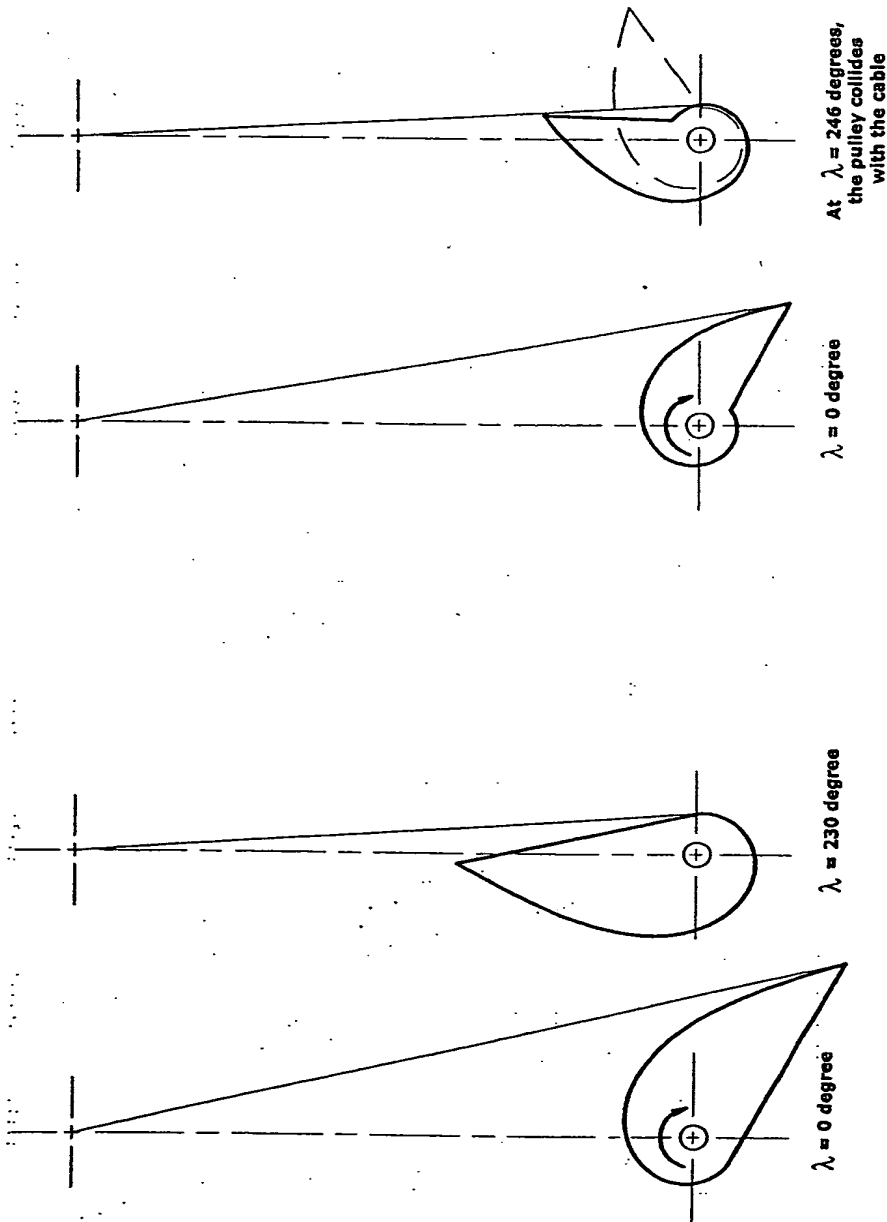 λ = 0 degree
λ = 230 degree
λ = 0 degree
At λ = 246 degrees,
the pulley collides
with the cable